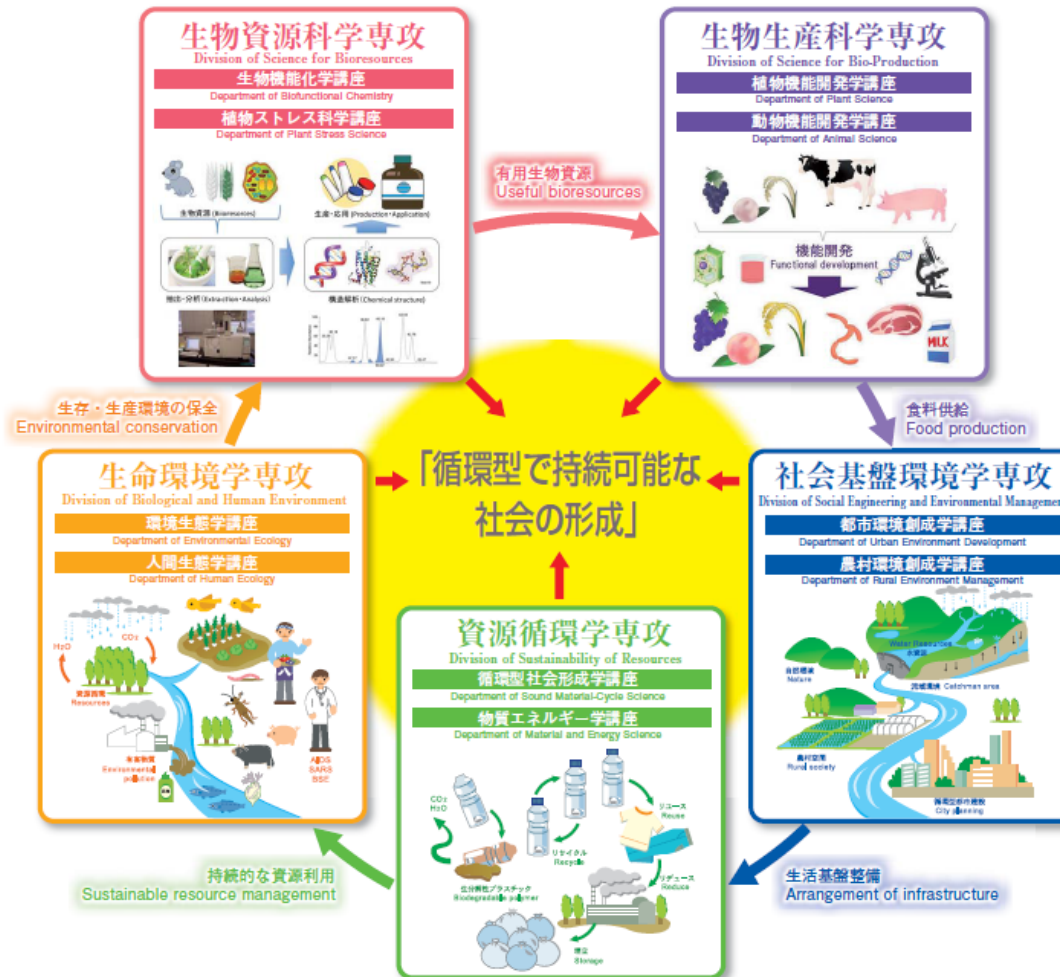 生物資源科学専攻
Division of Science for Bioresources
生物機能化学講座
Department of Biofunctional Chemistry
植物ストレス科学講座
Department of Plant Stress Science
生物資源 (Bioresorces)
生産・応用 (Production・Application)
抽出・分析 (Extraction・Analysis)
構造解析 (Chemical structure)
有用生物資源
Useful bioresources
生物生産科学専攻
Division of Science for Bio-Production
植物機能開発学講座
Department of Plant Science
動物機能開発学講座
Department of Animal Science
機能開発
Functional development
MILK
生存・生産環境の保全
Environmental conservation
食料供給
Food production
「循環型で持続可能な
社会の形成」
生命環境学専攻
Division of Biological and Human Environment
環境生態学講座
Department of Environmental Ecology
人間生態学講座
Department of Human Ecology
CO₂
H₂O
Resources
有害物質
Environmental
pollution
AIDS
SARS
BSE
社会基盤環境学専攻
Division of Social Engineering and Environmental Management
都市環境創成学講座
Department of Urban Environment Development
農村環境創成学講座
Department of Rural Environment Management
Water Resources
水資源
自然環境
Nature
流域環境 Catchman area
農村空間
Rural society
City planning
資源循環学専攻
Division of Sustainability of Resources
循環型社会形成学講座
Department of Sound Material-Cycle Science
物質エネルギー学講座
Department of Material and Energy Science
CO₂
H₂O
リユース
Reuse
リサイクル
Recycle
リデュース
Reduce
生分解性プラスチック
Biodegradable polymer
埋立
Storage
持続的な資源利用
Sustainable resource management
生活基盤整備
Arrangement of infrastructure